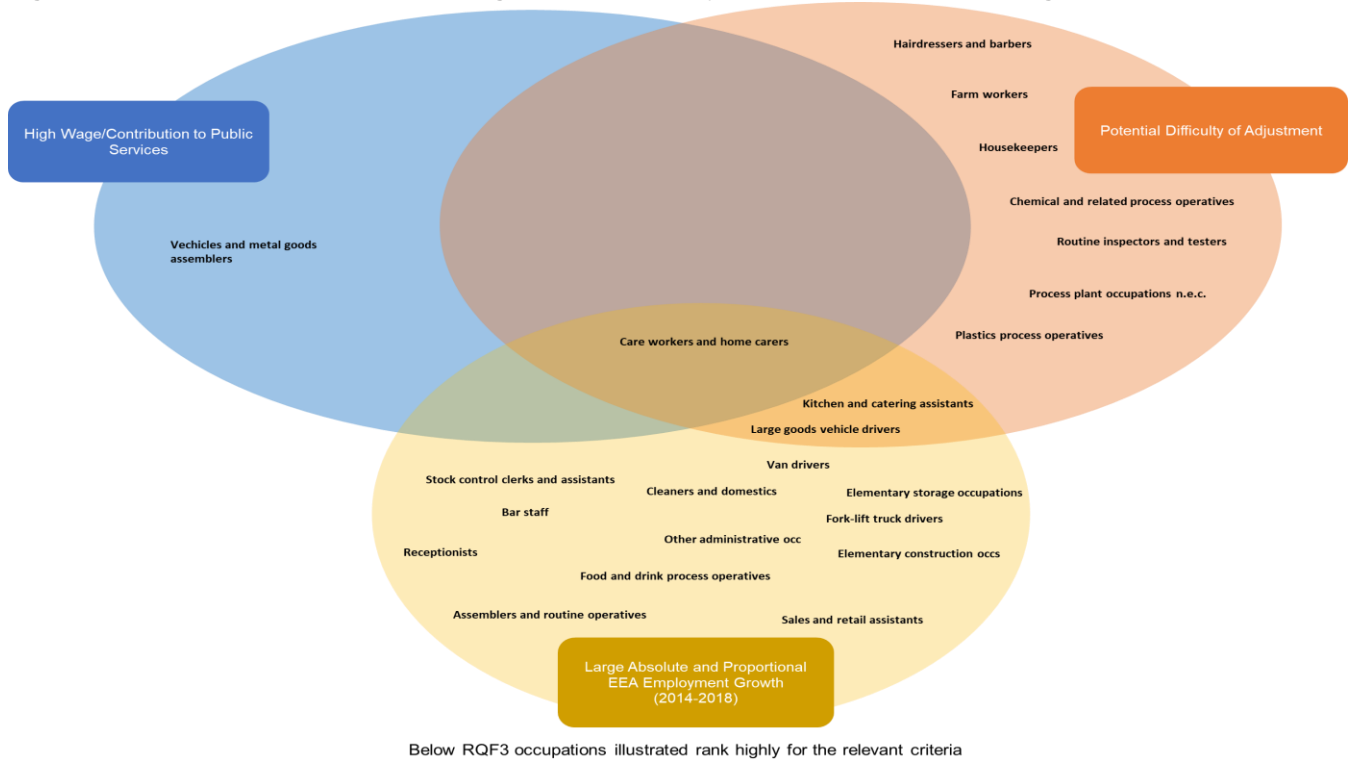 Hairdressers and barbers
Farm workers
High Wage/Contribution to Public
Services
Potential Difficulty of Adjustment
Housekeepers
Chemical and related process operatives
Vechicles and metal goods
assemblers
Routine inspectors and testers
Process plant occupations n.e.c.
Plastics process operatives
Care workers and home carers
Kitchen and catering assistants
Large goods vehicle drivers
Van drivers
Stock control clerks and assistants
Cleaners and domestics
Elementary storage occupations
Bar staff
Fork-lift truck drivers
Other administrative occ
Receptionists
Elementary construction occs
Food and drink process operatives
Assemblers and routine operatives
Sales and retail assistants
Large Absolute and Proportional
EEA Employment Growth
(2014-2018)
Below RQF3 occupations illustrated rank highly for the relevant criteria